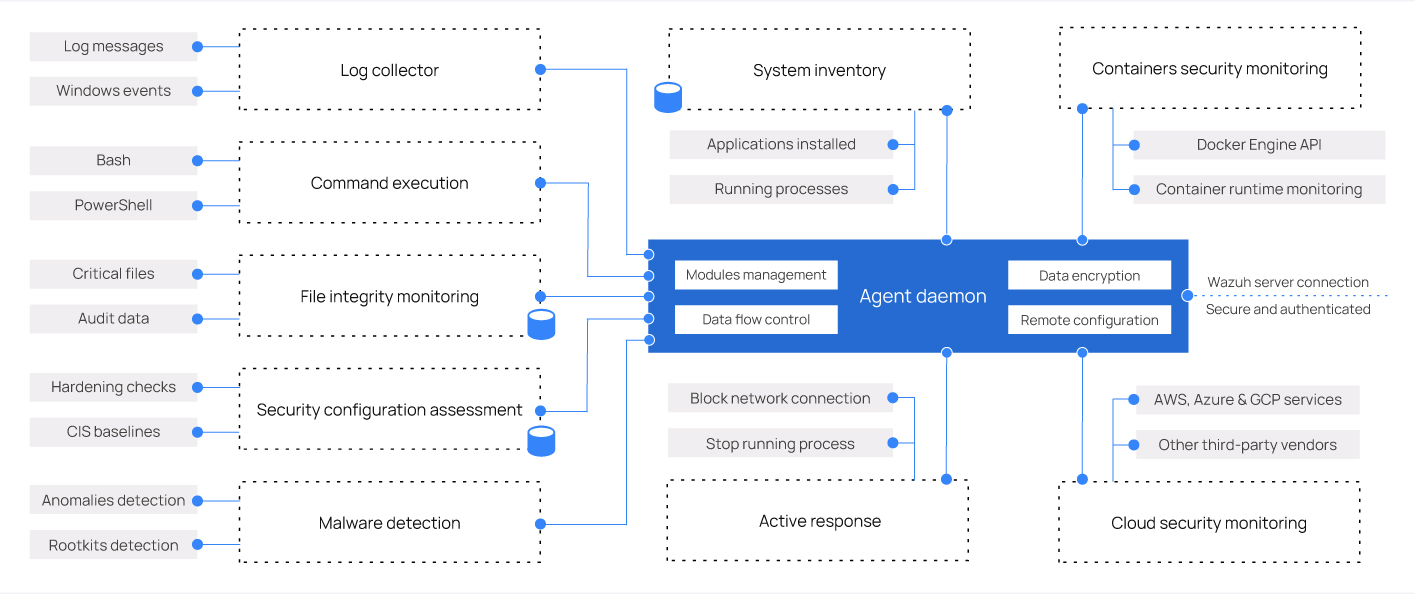 Log messages
Windows events
Log collector
Bash
PowerShell
Command execution
Critical files
Audit data
File integrity monitoring
Hardening checks
CIS baselines
Security configuration assessment
Anomalies detection
Rootkits detection
Malware detection
System inventory
Applications installed
Running processes
Containers security monitoring
Docker Engine API
Container runtime monitoring
Modules management
Data flow control
Agent daemon
Data encryption
Remote configuration
Wazuh server connection
Secure and authenticated
Block network connection
Stop running process
Active response
AWS, Azure & GCP services
Other third-party vendors
Cloud security monitoring